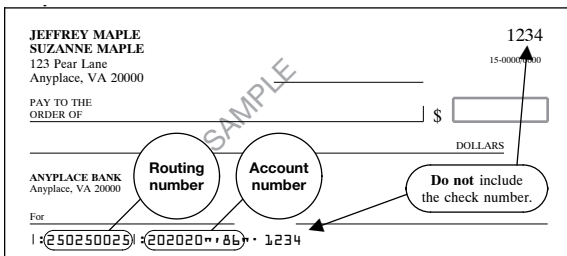 JEFFREY MAPLE
SUZANNE MAPLE
123 Pear Lane
Anyplace, VA 20000
1234
15-0000/0000
SAMPLE
PAY TO THE
ORDER OF
$
DOLLARS
ANYPLACE BANK
Anyplace, VA 20000
Routing
number
Account
number
Do not include
the check number.
For
|:250250025|:202020"'86"' 1234